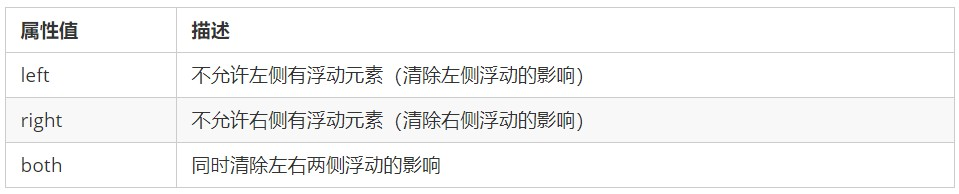 属性值 描述
left 不允许左侧有浮动元素（清除左侧浮动的影响）
right 不允许右侧有浮动元素（清除右侧浮动的影响）
both 同时清除左右两侧浮动的影响